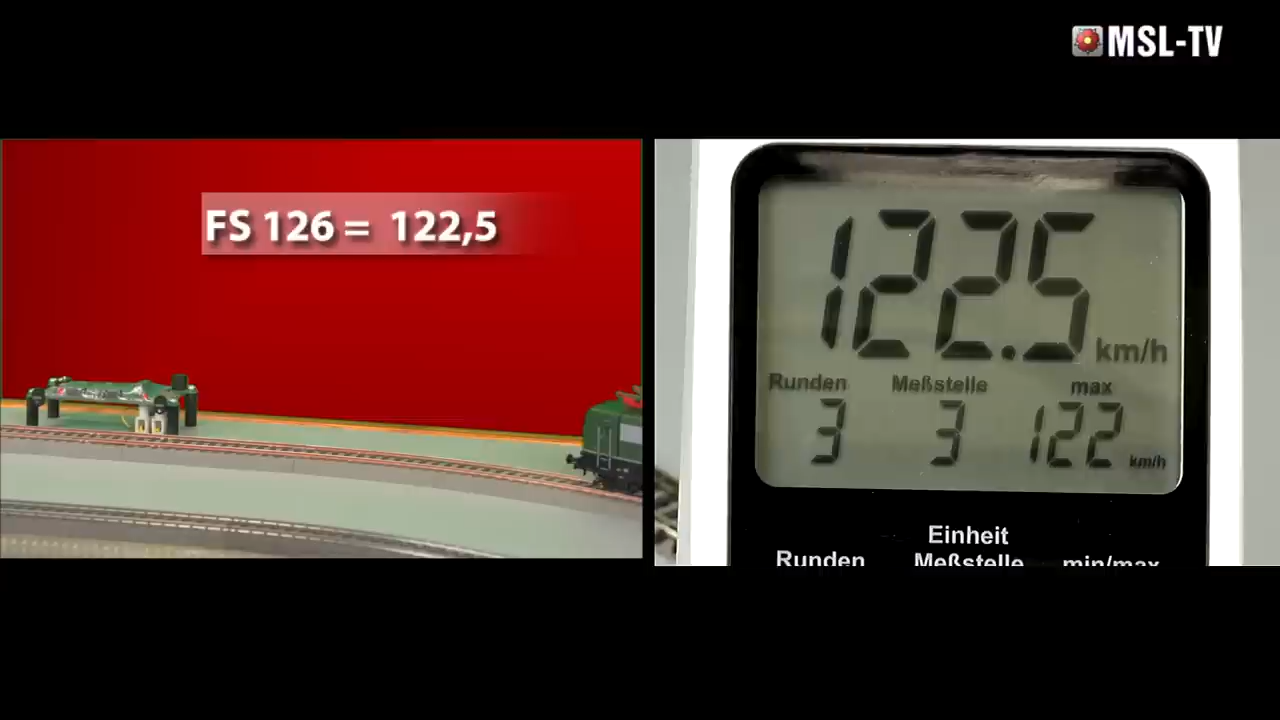 MSL-TV
FS 126 = 122,5
122.5 km/h
Runden Meßstelle max
3 3 122 km/h
Einheit
Runden Meßstelle min/max